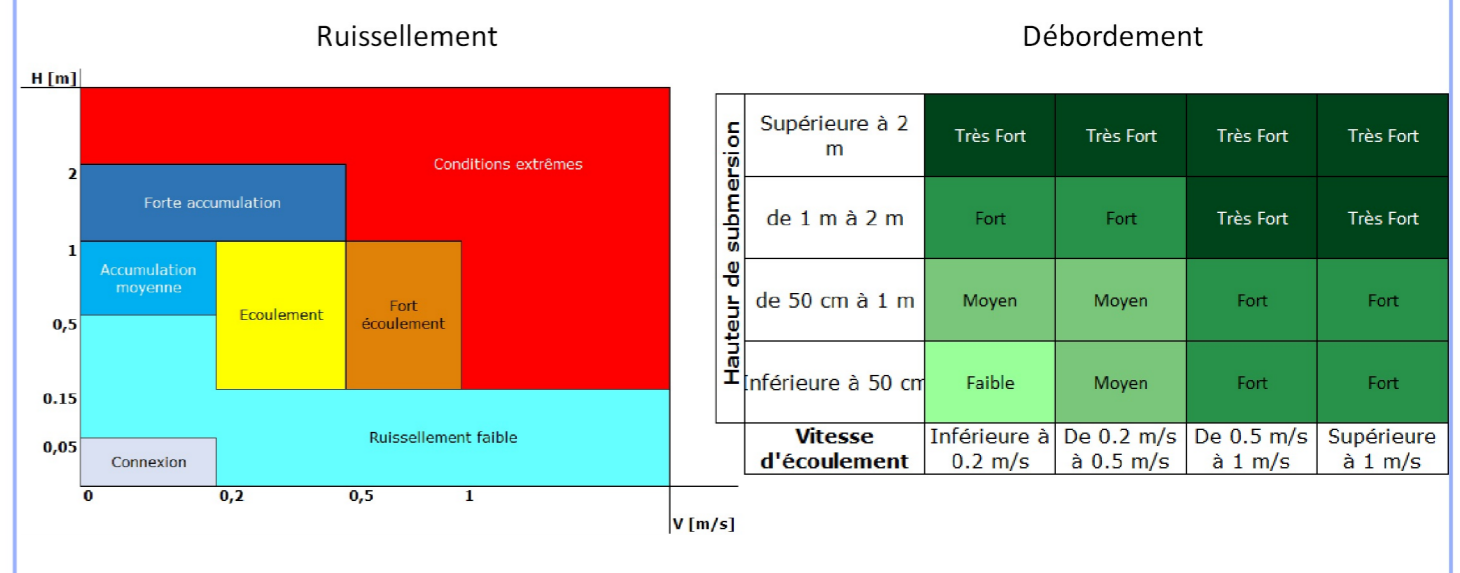 Ruissellement
H [m]
2
1
0,5
0.15
0,05
Conditions extrêmes
Forte accumulation
Accumulation
moyenne
Ecoulement
Fort
écoulement
Ruissellement faible
Connexion
0
0,2
0,5
1
V [m/s]
Débordement
Hauteur de submersion
Supérieure à 2
m
Très Fort
Très Fort
Très Fort
Très Fort
de 1 m à 2 m
Fort
Fort
Très Fort
Très Fort
de 50 cm à 1 m
Moyen
Moyen
Fort
Fort
Inférieure à 50 cm
Faible
Moyen
Fort
Fort
Vitesse
d'écoulement
Inférieure à
0.2 m/s
De 0.2 m/s
à 0.5 m/s
De 0.5 m/s
à 1 m/s
Supérieure
à 1 m/s